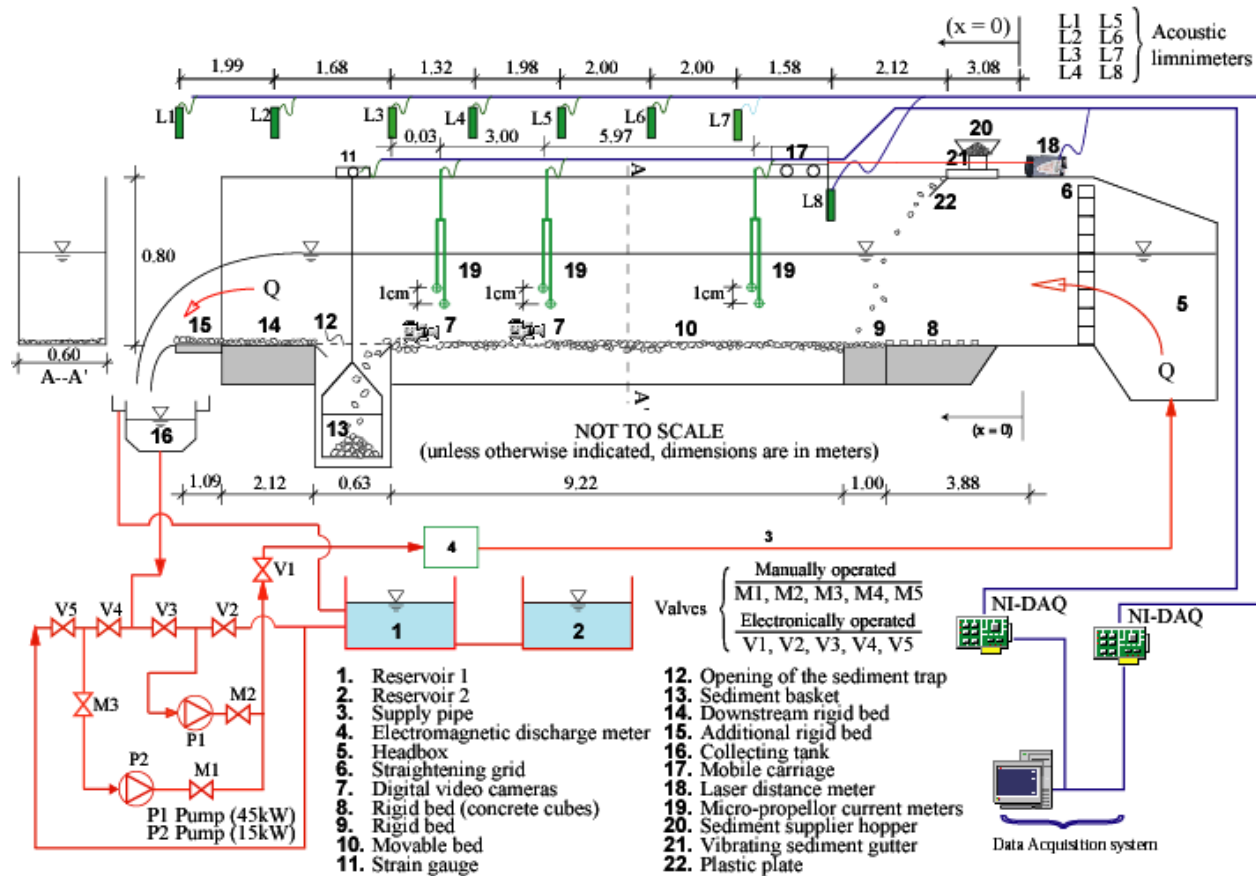 (x = 0)
L1 L5
L2 L6
L3 L7
L4 L8
Acoustic
limnimeters
1.99 1.68 1.32 1.98 2.00 2.00 1.58 2.12 3.08
L1 L2 L3 L4 L5 L6 L7
0.03 3.00 5.97
20
11 A 17 21 18
L8 22 6
0.80
19 19 19
Q
1cm 1cm
5
15 14 12 7 7 10 9 8
0.60
A--A'
Q
A'
16 13
NOT TO SCALE
(x = 0)
(unless otherwise indicated, dimensions are in meters)
1.09 2.12 0.63 9.22 1.00 3.88
4 3
V1
V5 V4 V3 V2
1 2
M3 M2
P1
P2 M1
P1 Pump (45kW)
P2 Pump (15kW)
Valves
Manually operated
M1, M2, M3, M4, M5
Electronically operated
V1, V2, V3, V4, V5
NI-DAQ
NI-DAQ
1. Reservoir 1
2. Reservoir 2
3. Supply pipe
4. Electromagnetic discharge meter
5. Headbox
6. Straightening grid
7. Digital video cameras
8. Rigid bed (concrete cubes)
9. Rigid bed
10. Movable bed
11. Strain gauge
12. Opening of the sediment trap
13. Sediment basket
14. Downstream rigid bed
15. Additional rigid bed
16. Collecting tank
17. Mobile carriage
18. Laser distance meter
19. Micro-propellor current meters
20. Sediment supplier hopper
21. Vibrating sediment gutter
22. Plastic plate
Data Acquisition system